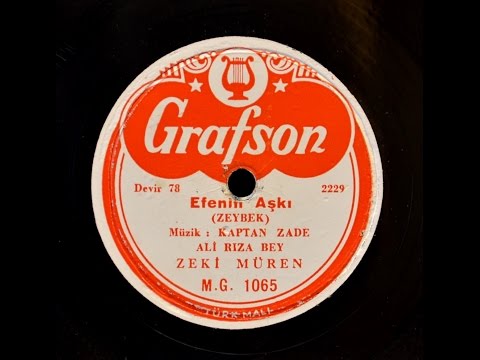 Grafson
Devir 78
2229
Efenin Aşkı
(ZEYBEK)
Müzik : KAPTAN ZADE
ALİ RIZA BEY
ZEKİ MÜREN
M.G. 1065
TÜRK MALI